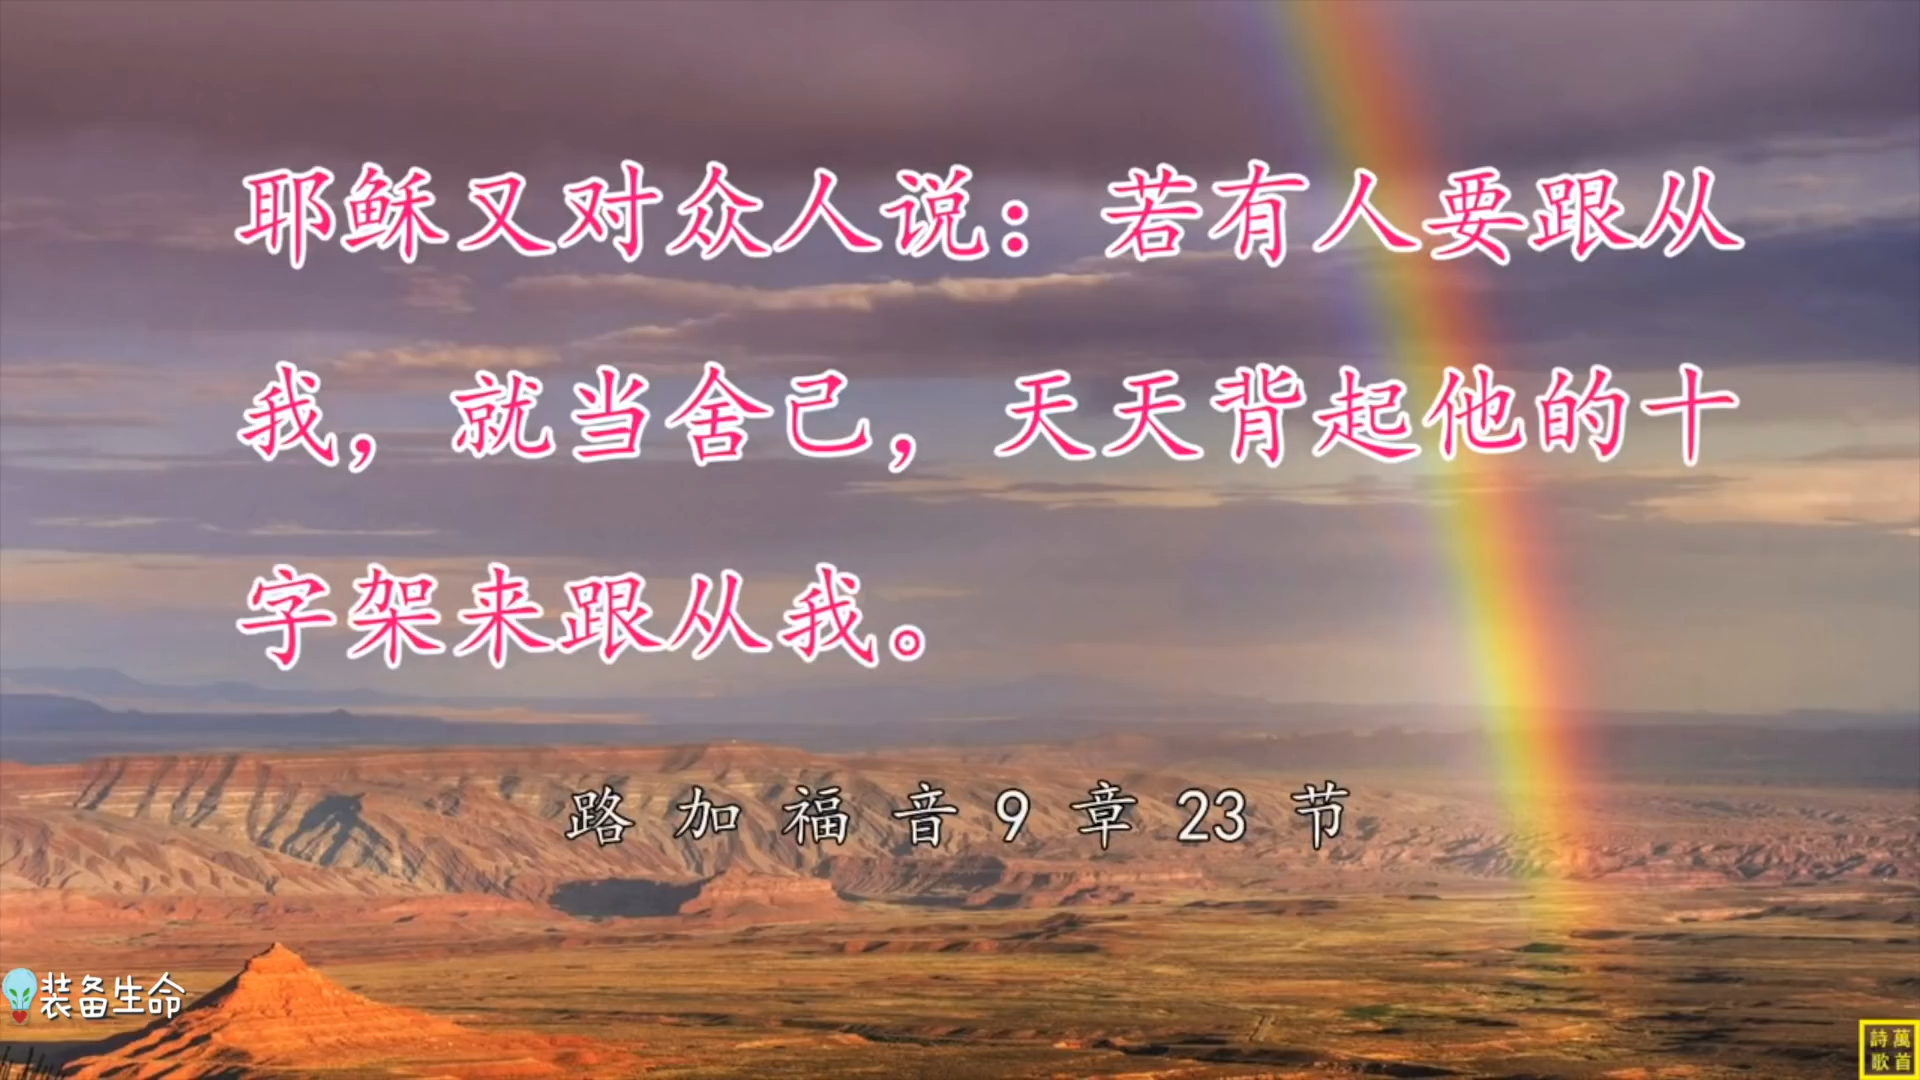 耶稣又对众人说：若有人要跟从
我，就当舍己，天天背起他的十
字架来跟从我。
路加福音9章23节
装备生命
萬首
詩歌